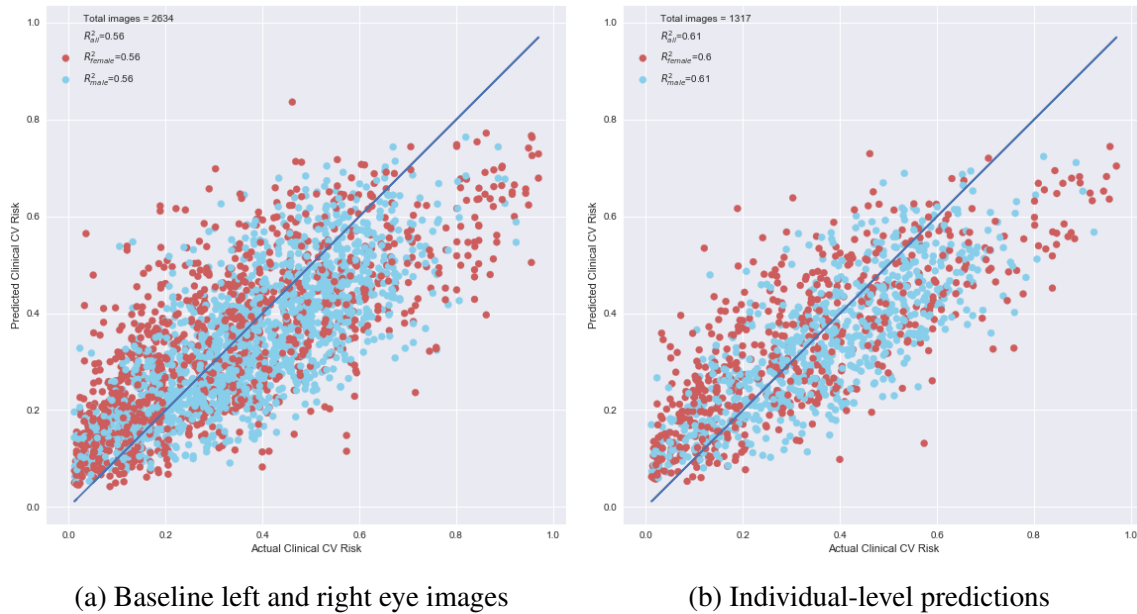 Total images = 2634
R²all=0.56
R²female=0.56
R²male=0.56
1.0
0.8
0.6
0.4
0.2
0.0
Predicted Clinical CV Risk
0.0 0.2 0.4 0.6 0.8 1.0
Actual Clinical CV Risk
(a) Baseline left and right eye images
Total images = 1317
R²all=0.61
R²female=0.6
R²male=0.61
1.0
0.8
0.6
0.4
0.2
0.0
Predicted Clinical CV Risk
0.0 0.2 0.4 0.6 0.8 1.0
Actual Clinical CV Risk
(b) Individual-level predictions